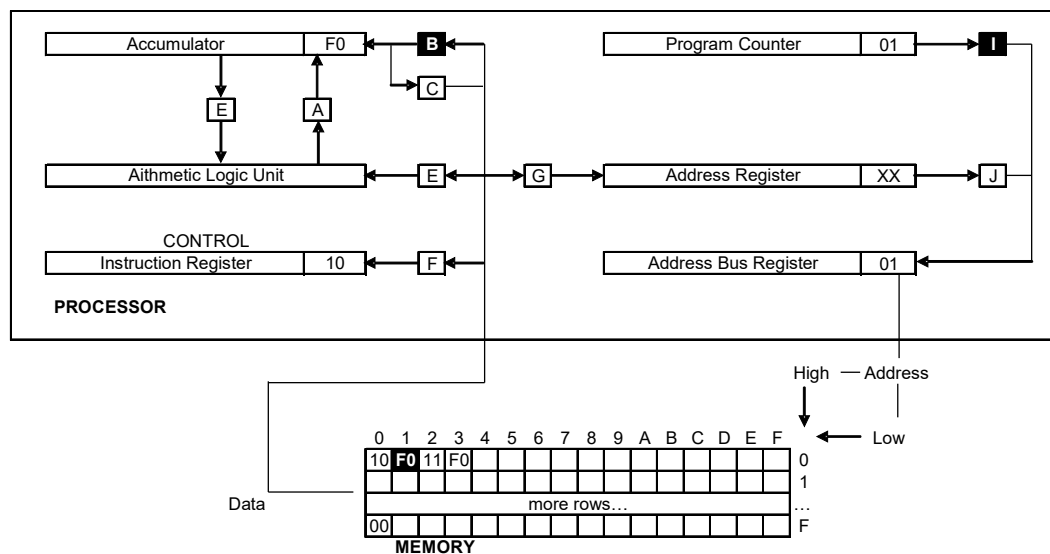 Accumulator F0 B Program Counter 01 I
C
E A
Aithmetic Logic Unit E G Address Register XX J
CONTROL
Instruction Register 10 F Address Bus Register 01
PROCESSOR
High Address
0 1 2 3 4 5 6 7 8 9 A B C D E F Low
10 F0 11 F0 0
1
Data more rows… …
00 F
MEMORY